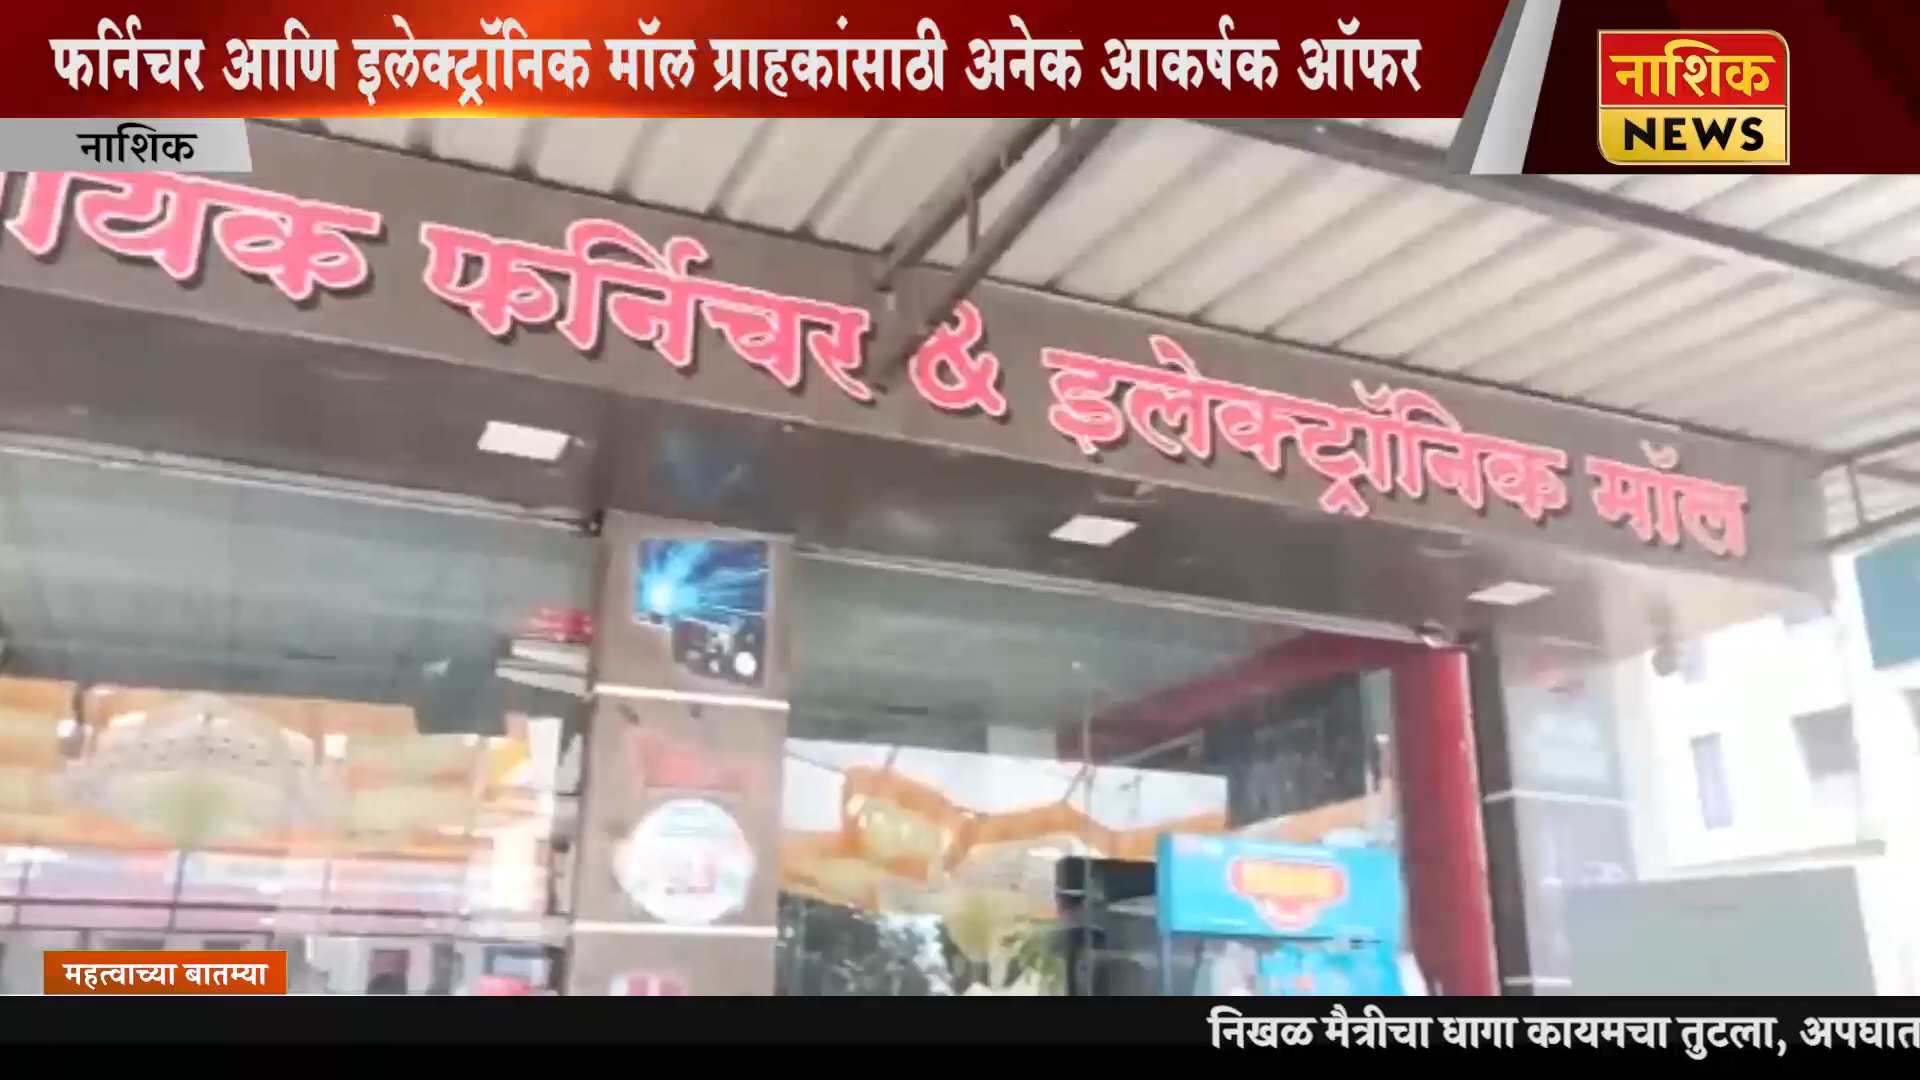 फर्निचर आणि इलेक्ट्रॉनिक मॉल ग्राहकांसाठी अनेक आकर्षक ऑफर
नाशिक
NEWS
नाशिक
फर्निचर & इलेक्ट्रॉनिक मॉल
महत्वाच्या बातम्या
निखळ मैत्रीचा धागा कायमचा तुटला, अपघात